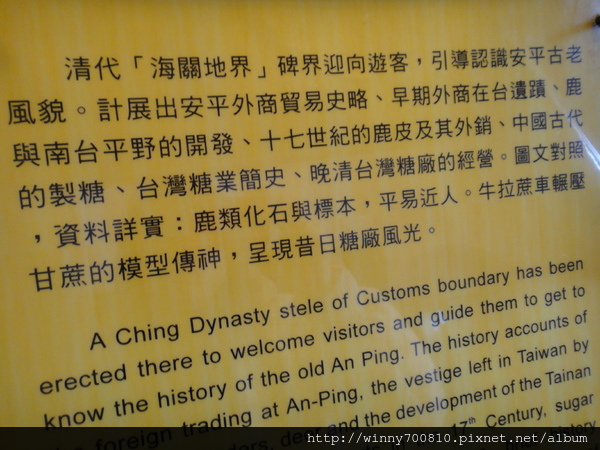 清代「海關地界」碑界迎向遊客，引導認識安平古老
風貌。計展出安平外商貿易史略、早期外商在台遺蹟、鹿
與南台平野的開發、十七世紀的鹿皮及其外銷、中國古代
的製糖、台灣糖業簡史、晚清台灣糖廠的經營。圖文對照
，資料詳實：鹿類化石與標本，平易近人。牛拉蔗車輾壓
甘蔗的模型傳神，呈現昔日糖廠風光。
A Ching Dynasty stele of Customs boundary has been
erected there to welcome visitors and guide them to get to
know the history of the old An Ping. The history accounts of
foreign trading at An-Ping, the vestige left in Taiwan by
deer and the development of the Tainan
17th Century, sugar
history
http://winny700810.pixnet.net/album